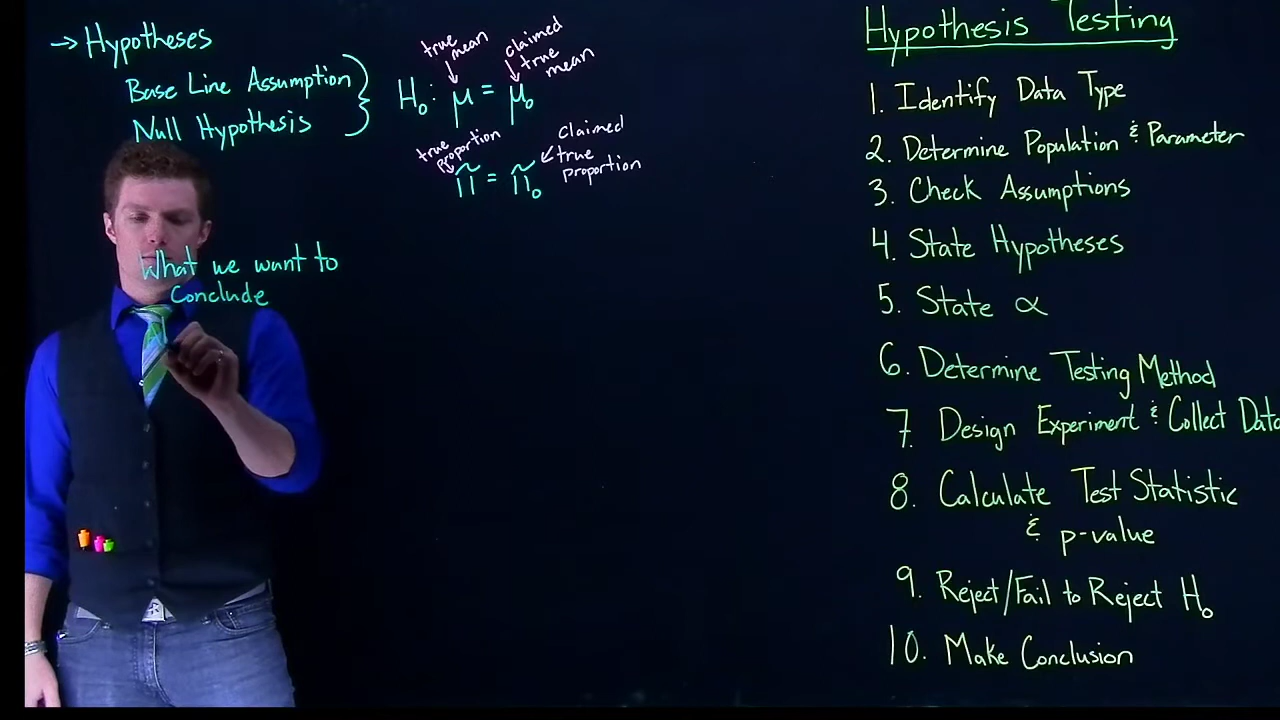 → Hypotheses
Base Line Assumption
Null Hypothesis
true mean
claimed true mean
H₀: μ = μ₀
true proportion
claimed true proportion
π = π₀
What we want to
Conclude
Hypothesis Testing
1. Identify Data Type
2. Determine Population & Parameter
3. Check Assumptions
4. State Hypotheses
5. State α
6. Determine Testing Method
7. Design Experiment & Collect Data
8. Calculate Test Statistic
& p-value
9. Reject/Fail to Reject H₀
10. Make Conclusion